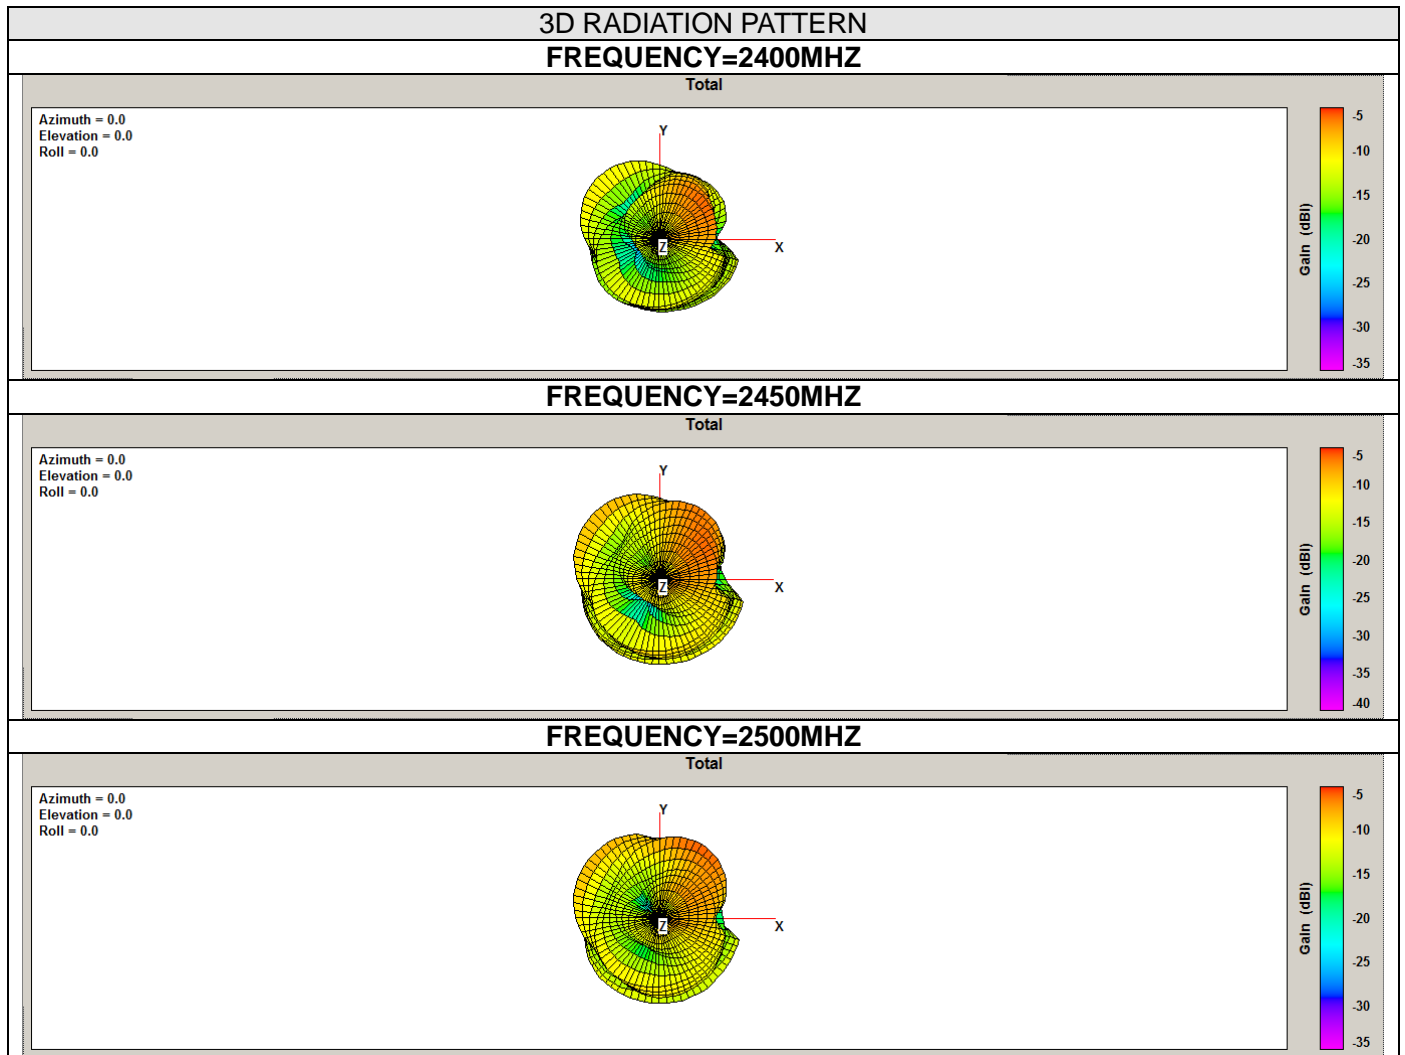 3D RADIATION PATTERN
FREQUENCY=2400MHZ
Total
Azimuth = 0.0
Elevation = 0.0
Roll = 0.0
Y
X
Z
Gain (dBI)
-5
-10
-15
-20
-25
-30
-35
FREQUENCY=2450MHZ
Total
Azimuth = 0.0
Elevation = 0.0
Roll = 0.0
Y
X
Z
Gain (dBI)
-5
-10
-15
-20
-25
-30
-35
-40
FREQUENCY=2500MHZ
Total
Azimuth = 0.0
Elevation = 0.0
Roll = 0.0
Y
X
Z
Gain (dBI)
-5
-10
-15
-20
-25
-30
-35